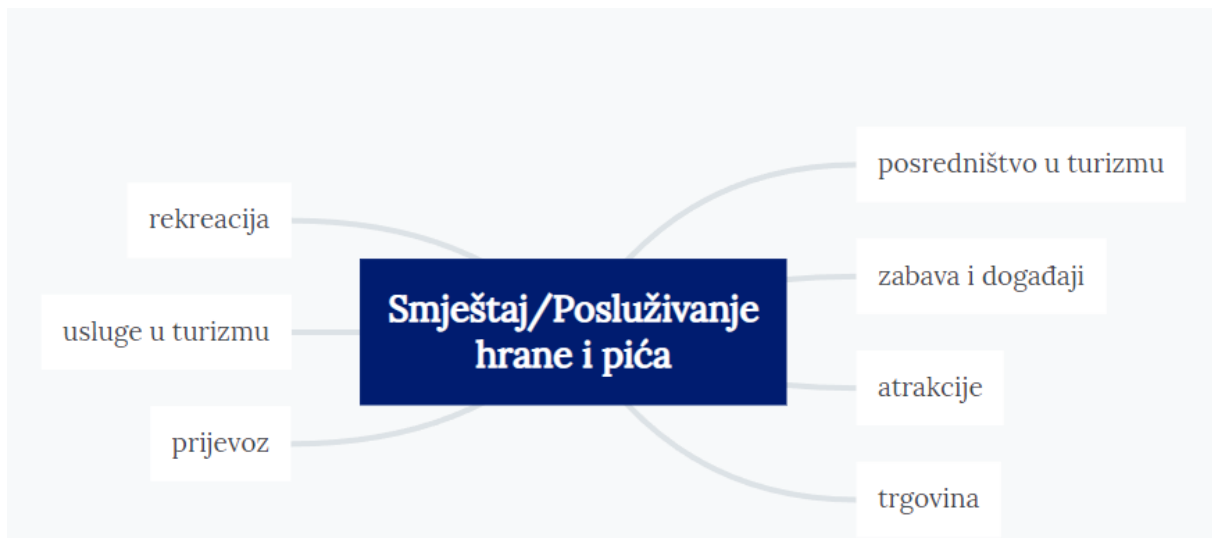 posredništvo u turizmu
rekreacija
zabava i događaji
Smještaj/Posluživanje
hrane i pića
usluge u turizmu
atrakcije
prijevoz
trgovina